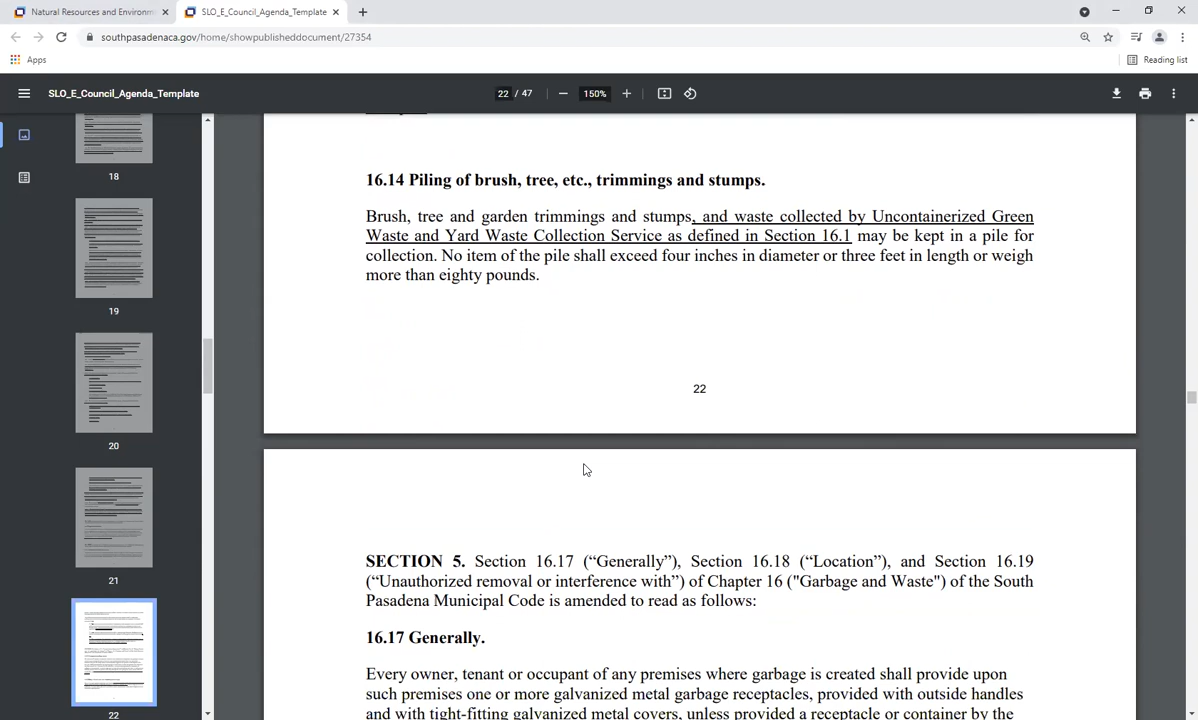 Natural Resources and Environm
SLO_E_Council_Agenda_Template
southpasadenaca.gov/home/showpublisheddocument/27354
Apps
Reading list
SLO_E_Council_Agenda_Template
22 / 47
150%
18
19
20
21
22
16.14 Piling of brush, tree, etc., trimmings and stumps.
Brush, tree and garden trimmings and stumps, and waste collected by Uncontainerized Green
Waste and Yard Waste Collection Service as defined in Section 16.1 may be kept in a pile for
collection. No item of the pile shall exceed four inches in diameter or three feet in length or weigh
more than eighty pounds.
22
SECTION 5. Section 16.17 (“Generally”), Section 16.18 (“Location”), and Section 16.19
(“Unauthorized removal or interference with”) of Chapter 16 ("Garbage and Waste") of the South
Pasadena Municipal Code is amended to read as follows:
16.17 Generally.
Every owner, tenant or occupant of any premises where garbage is created shall provide upon
such premises one or more galvanized metal garbage receptacles, provided with outside handles
and with tight-fitting galvanized metal covers, unless provided a receptacle or container by the